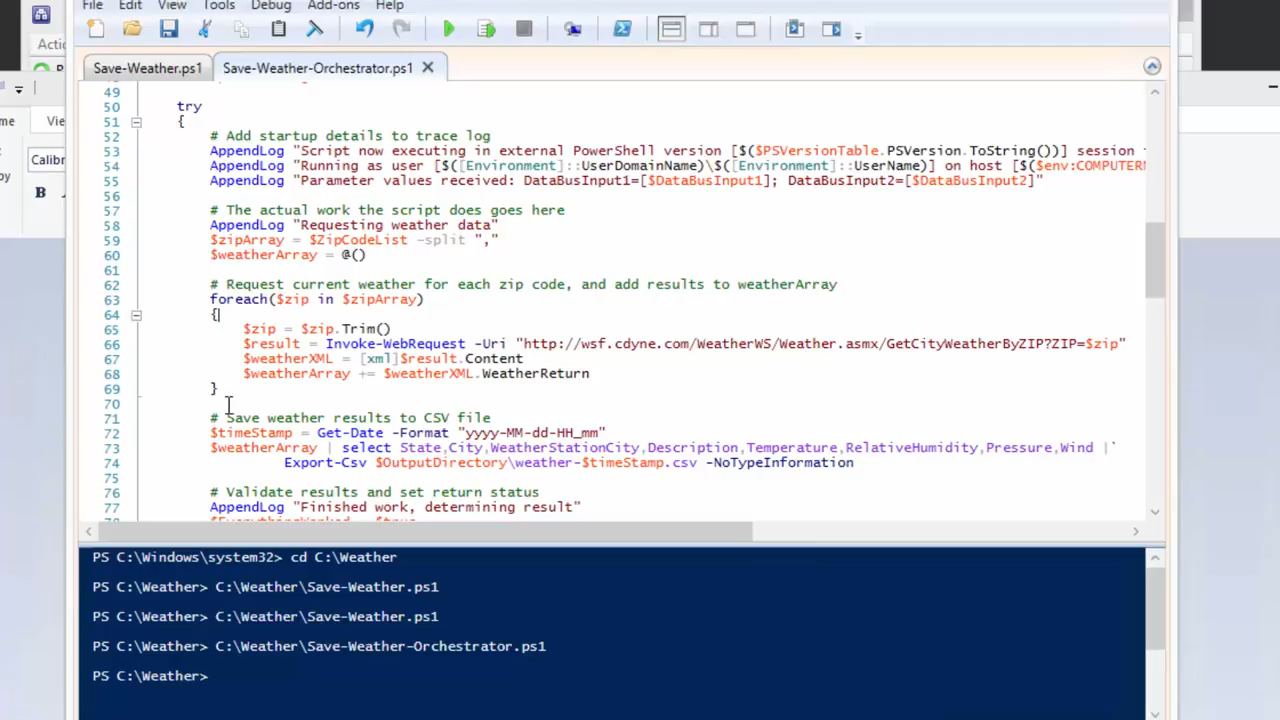 File Edit View Tools Debug Add-ons Help
Save-Weather.ps1 Save-Weather-Orchestrator.ps1
49
50 try
51 {
52 # Add startup details to trace log
53 AppendLog "Script now executing in external PowerShell version [$($PSVersionTable.PSVersion.ToString())] session
54 AppendLog "Running as user [$([Environment]::UserDomainName)\$([Environment]::UserName)] on host [$($env:COMPUTERN
55 AppendLog "Parameter values received: DataBusInput1=[$DataBusInput1]; DataBusInput2=[$DataBusInput2]"
56
57 # The actual work the script does goes here
58 AppendLog "Requesting weather data"
59 $zipArray = $ZipCodeList -split ","
60 $weatherArray = @()
61
62 # Request current weather for each zip code, and add results to weatherArray
63 foreach($zip in $zipArray)
64 {
65 $zip = $zip.Trim()
66 $result = Invoke-WebRequest -Uri "http://wsf.cdyne.com/WeatherWS/Weather.asmx/GetCityWeatherByZIP?ZIP=$zip"
67 $weatherXML = [xml]$result.Content
68 $weatherArray += $weatherXML.WeatherReturn
69 }
70
71 # Save weather results to CSV file
72 $timeStamp = Get-Date -Format "yyyy-MM-dd-HH_mm"
73 $weatherArray | select State,City,WeatherStationCity,Description,Temperature,RelativeHumidity,Pressure,Wind |`
74 Export-Csv $OutputDirectory\weather-$timeStamp.csv -NoTypeInformation
75
76 # Validate results and set return status
77 AppendLog "Finished work, determining result"
PS C:\Windows\system32> cd C:\Weather
PS C:\Weather> C:\Weather\Save-Weather.ps1
PS C:\Weather> C:\Weather\Save-Weather.ps1
PS C:\Weather> C:\Weather\Save-Weather-Orchestrator.ps1
PS C:\Weather>
Actio
me Vie
Calibr
B